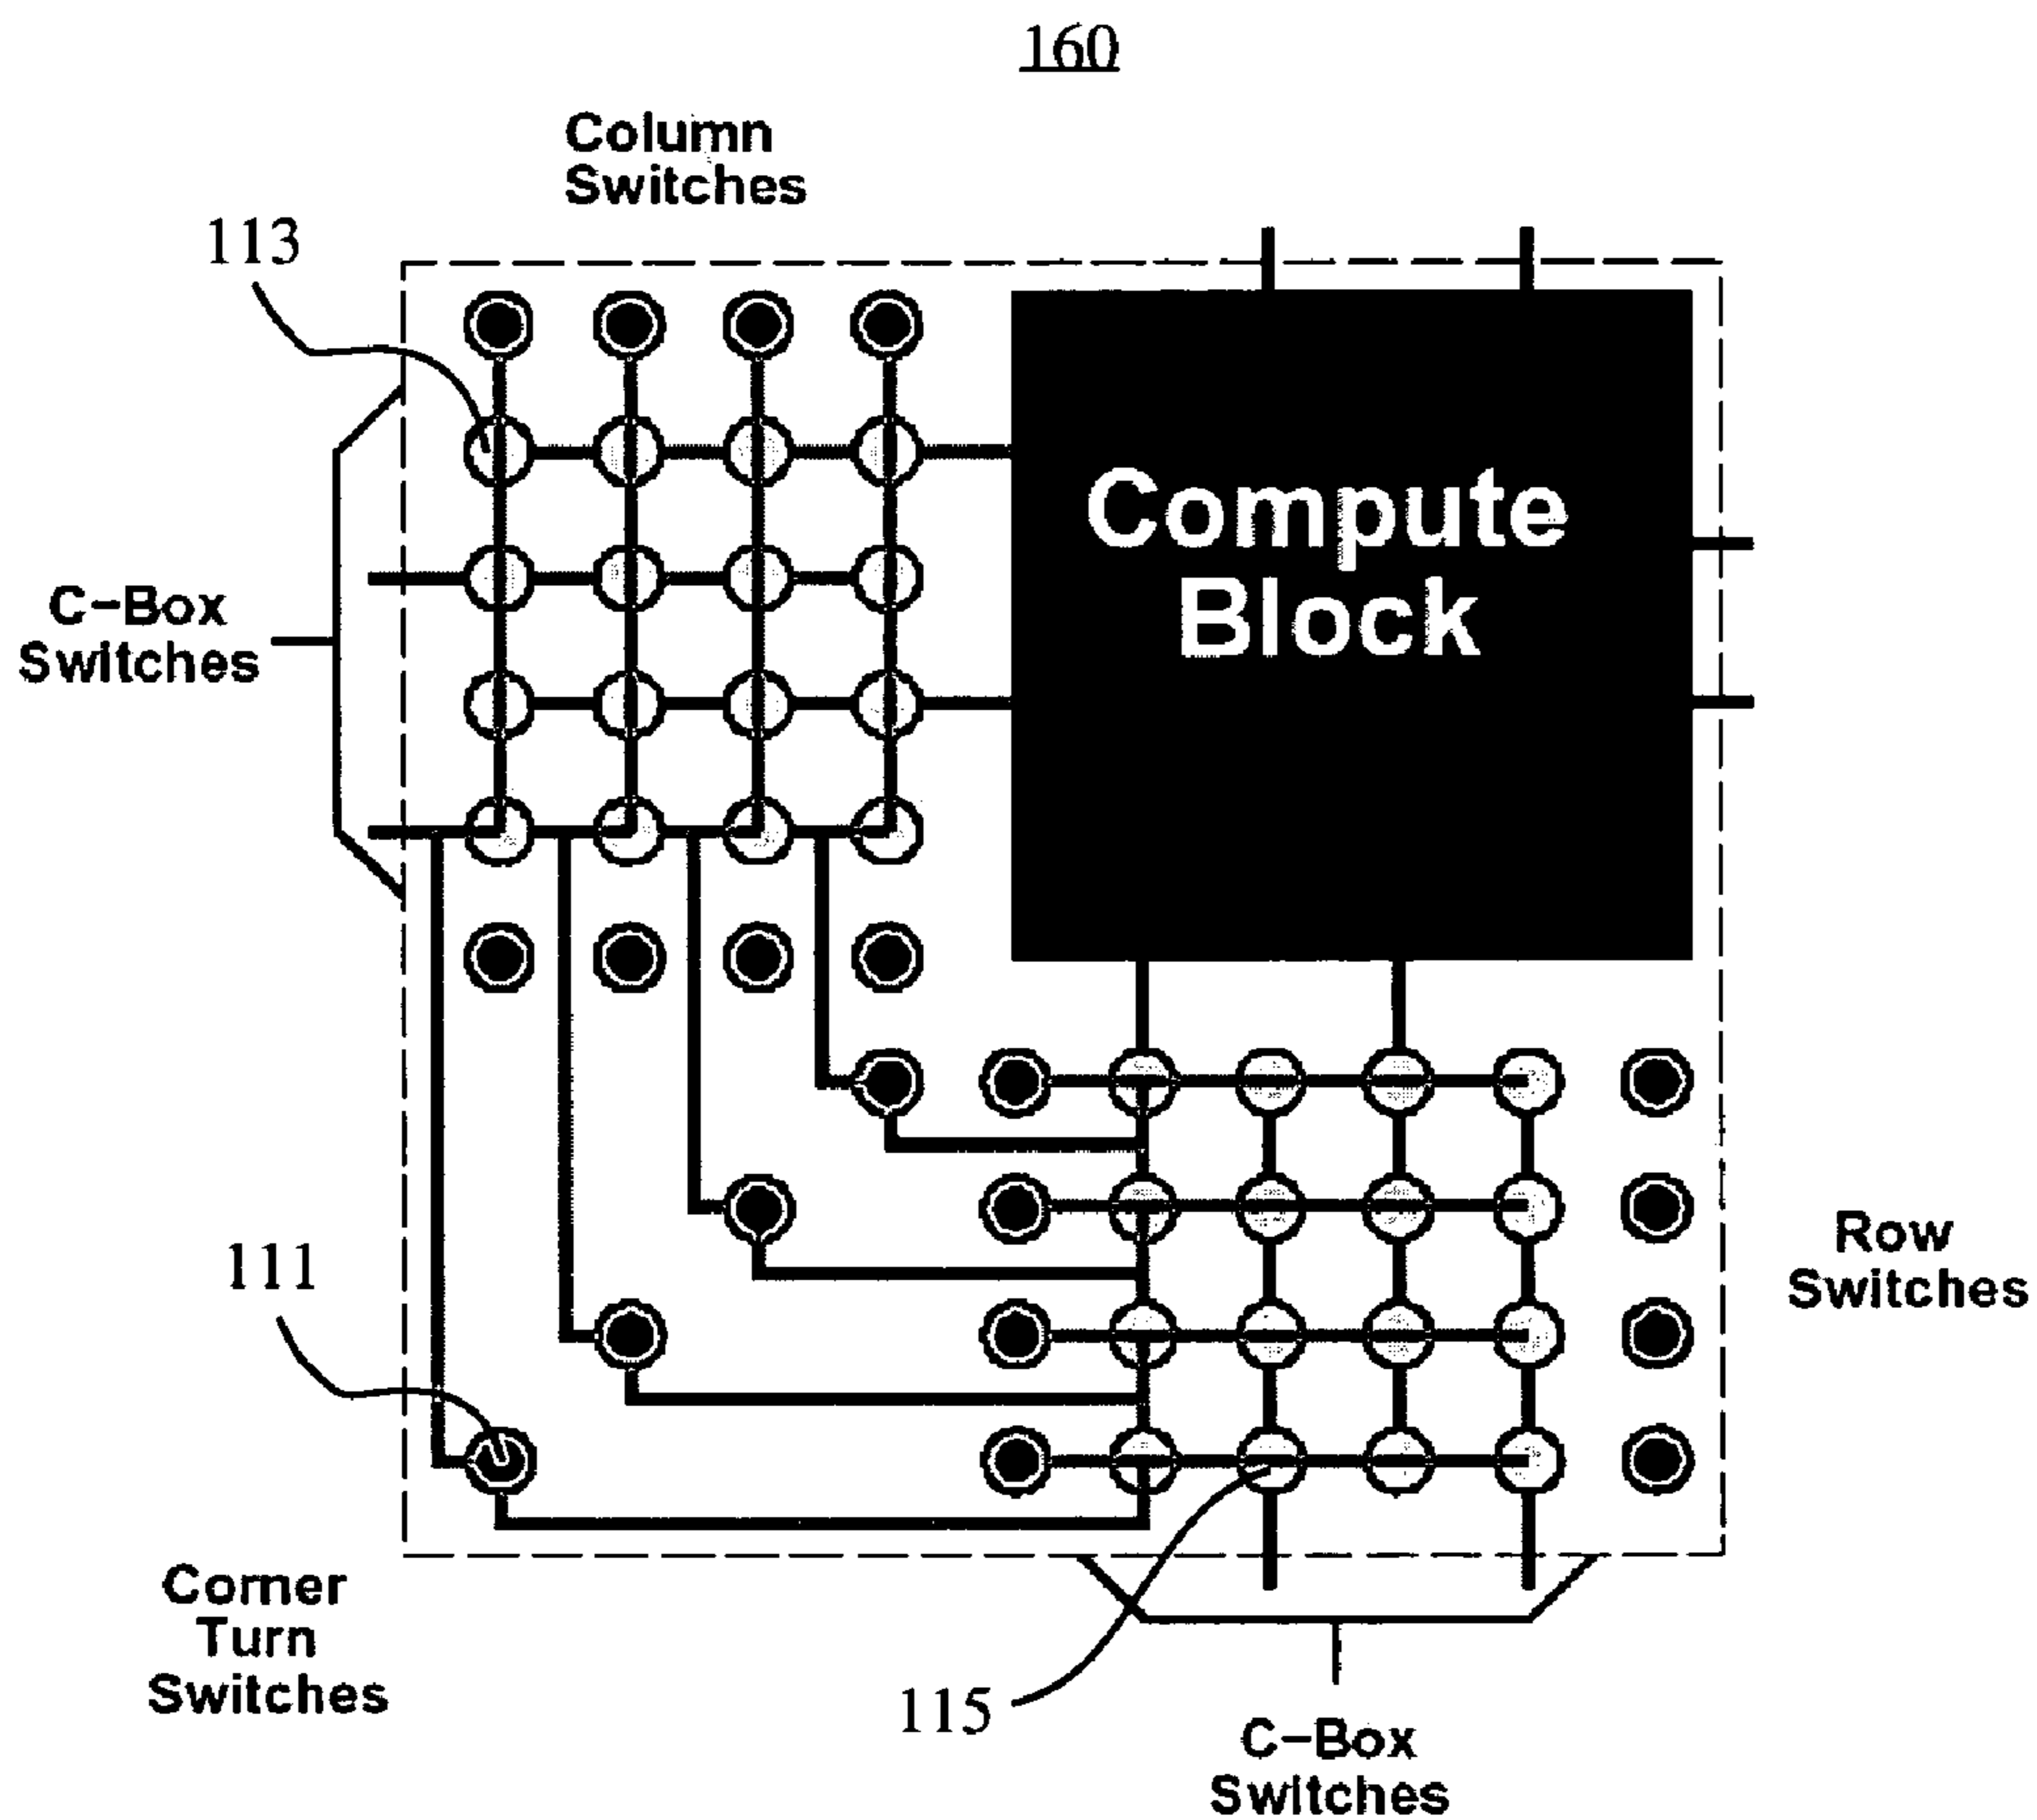 160
Column
Switches
113
Compute
Block
C-Box
Switches
111
Row
Switches
Corner
Turn
Switches
115
C-Box
Switches